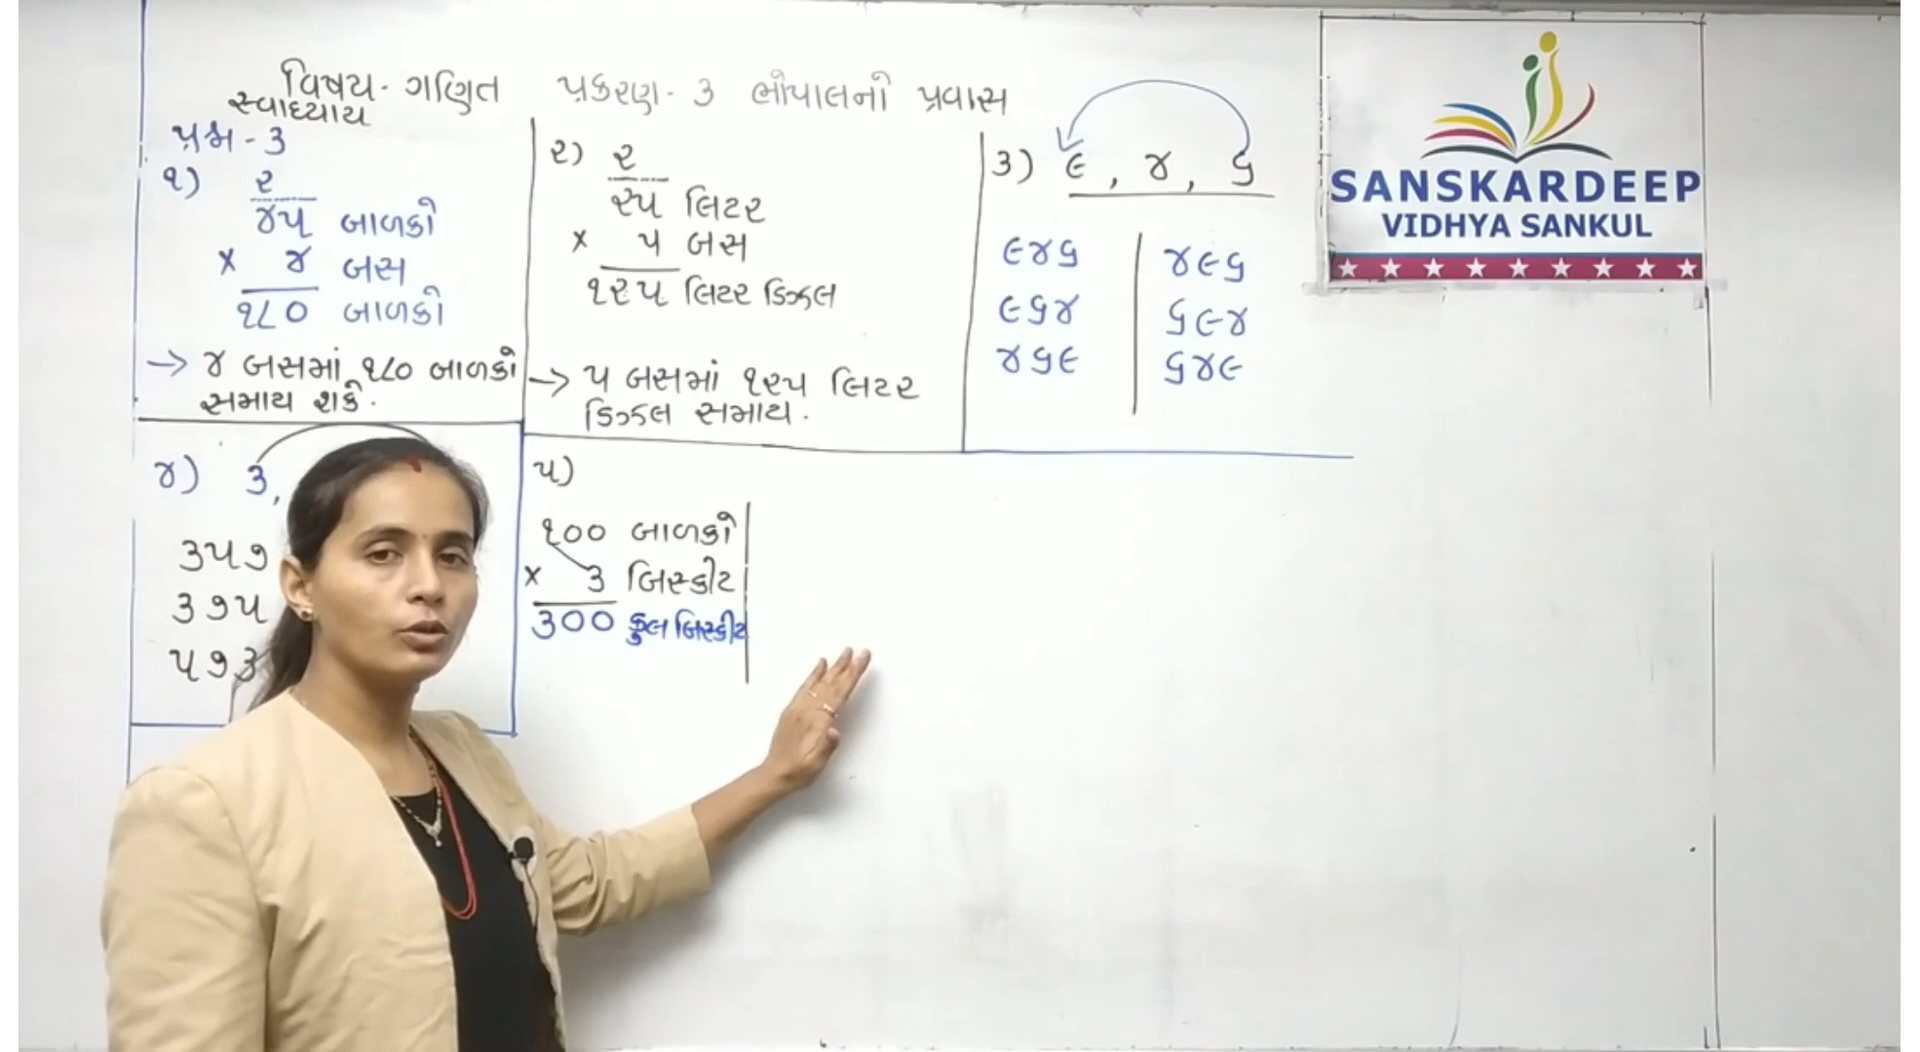 વિષય- ગણિત પ્રકરણ- ૩ ભોપાલનો પ્રવાસ
સ્વાધ્યાય
પ્રશ્ન - ૩
૧) ૨
૪૫ બાળકો
x ૪ બસ
૧૮૦ બાળકો
→ ૪ બસમાં ૧૮૦ બાળકો
સમાય શકે.
૨) ૨
૨૫ લિટર
x ૫ બસ
૧૨૫ લિટર ડિઝલ
→ ૫ બસમાં ૧૨૫ લિટર
ડિઝલ સમાય.
૩) ૯, ૪, ૬
૯૪૬ ૪૯૬
૯૬૪ ૬૯૪
૪૬૯ ૬૪૯
SANSKARDEEP
VIDHYA SANKUL
૪) ૩,
૩૫૭
૩૭૫
૫૭૩
૫)
૧૦૦ બાળકો
x ૩ બિસ્કીટ
૩૦૦ કુલ બિસ્કીટ